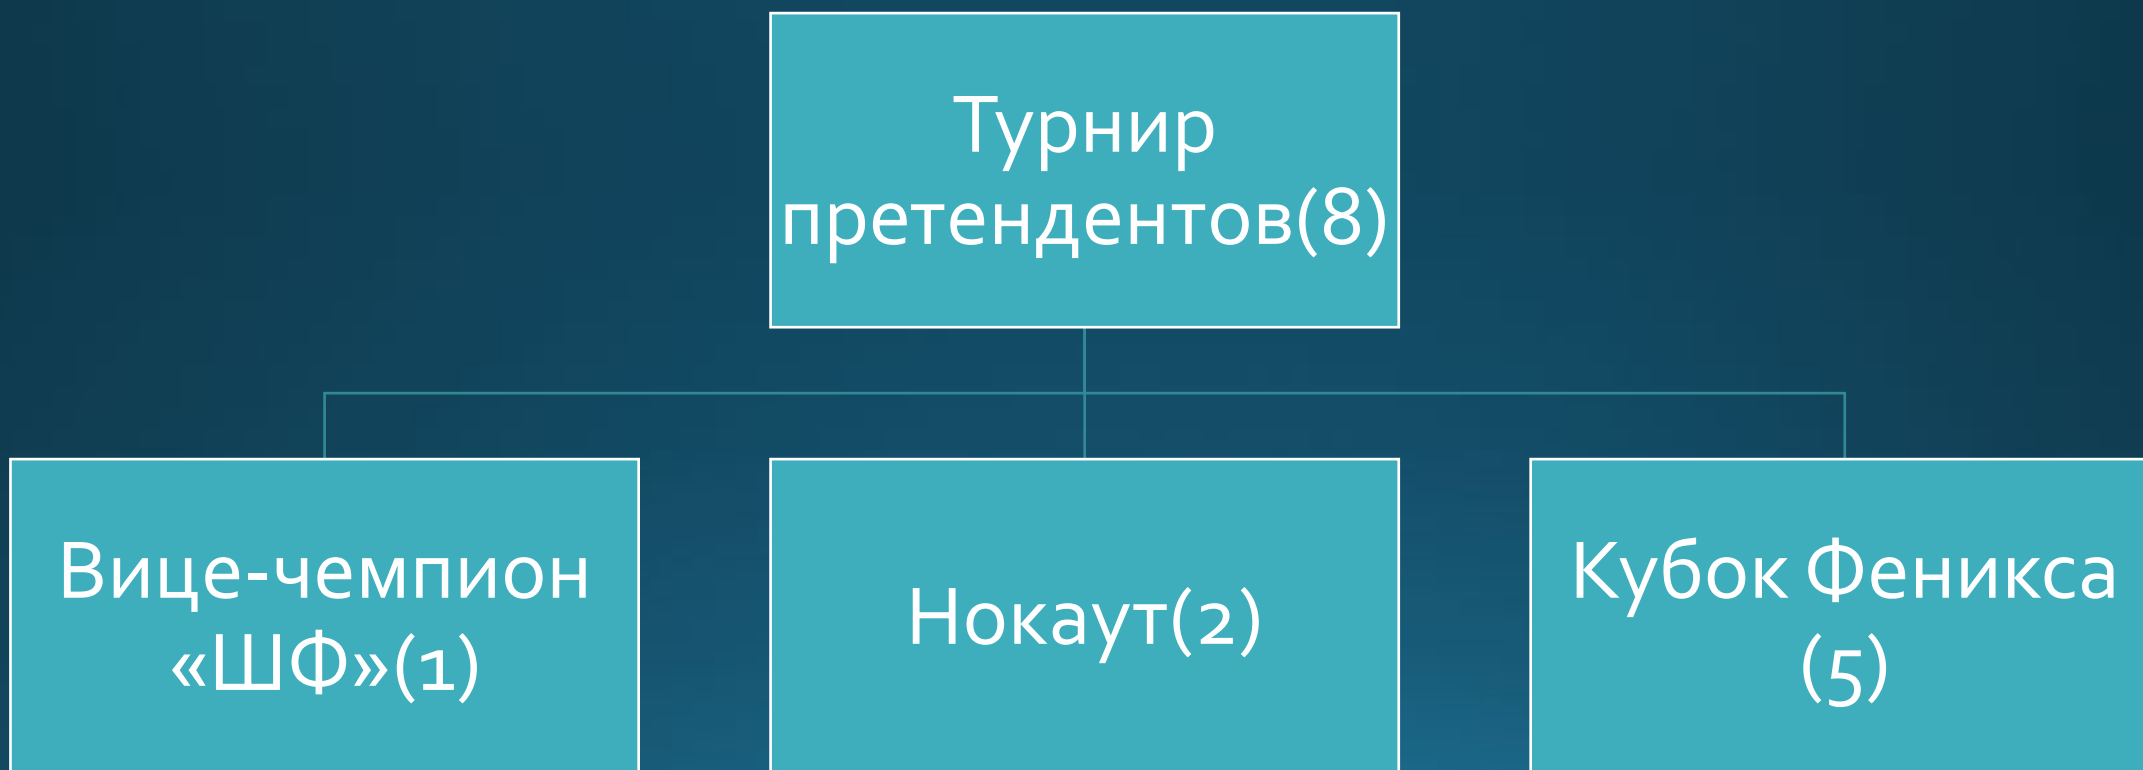 Турнир
претендентов(8)
Вице-чемпион
«ШФ»(1)
Нокаут(2)
Кубок Феникса
(5)